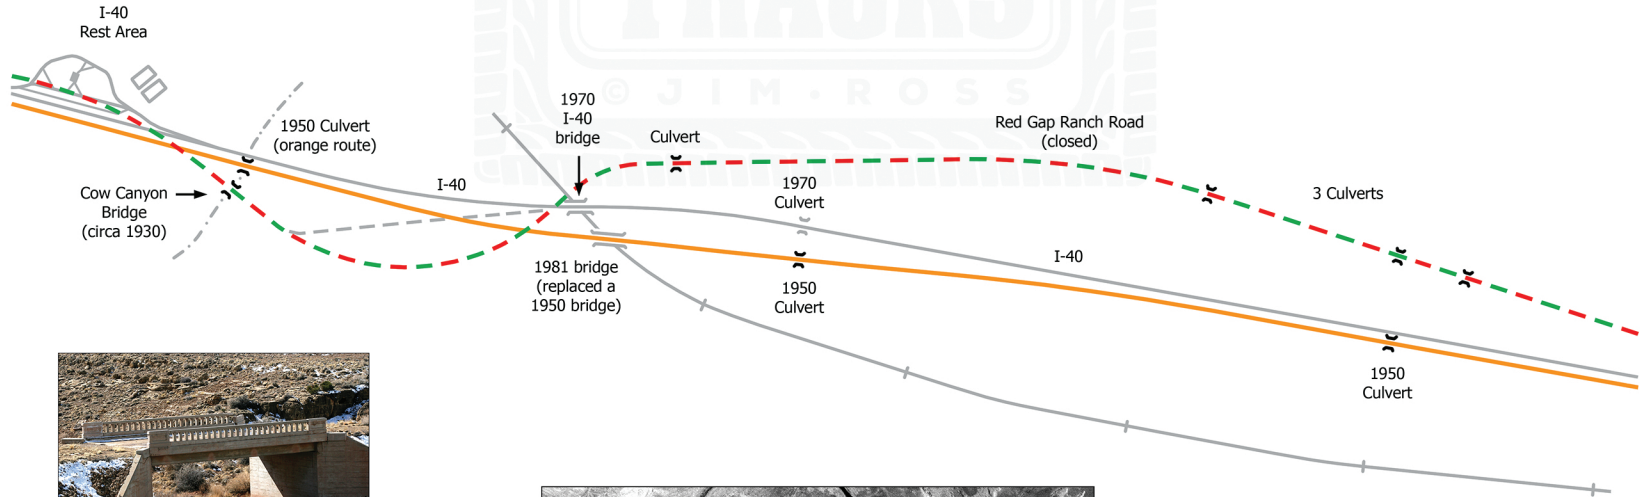 I-40
Rest Area
TRACKS
© JIM · ROSS
1970
I-40
bridge
Culvert
Red Gap Ranch Road
(closed)
1950 Culvert
(orange route)
Cow Canyon
Bridge
(circa 1930)
I-40
1970
Culvert
3 Culverts
1981 bridge
(replaced a
1950 bridge)
1950
Culvert
I-40
1950
Culvert